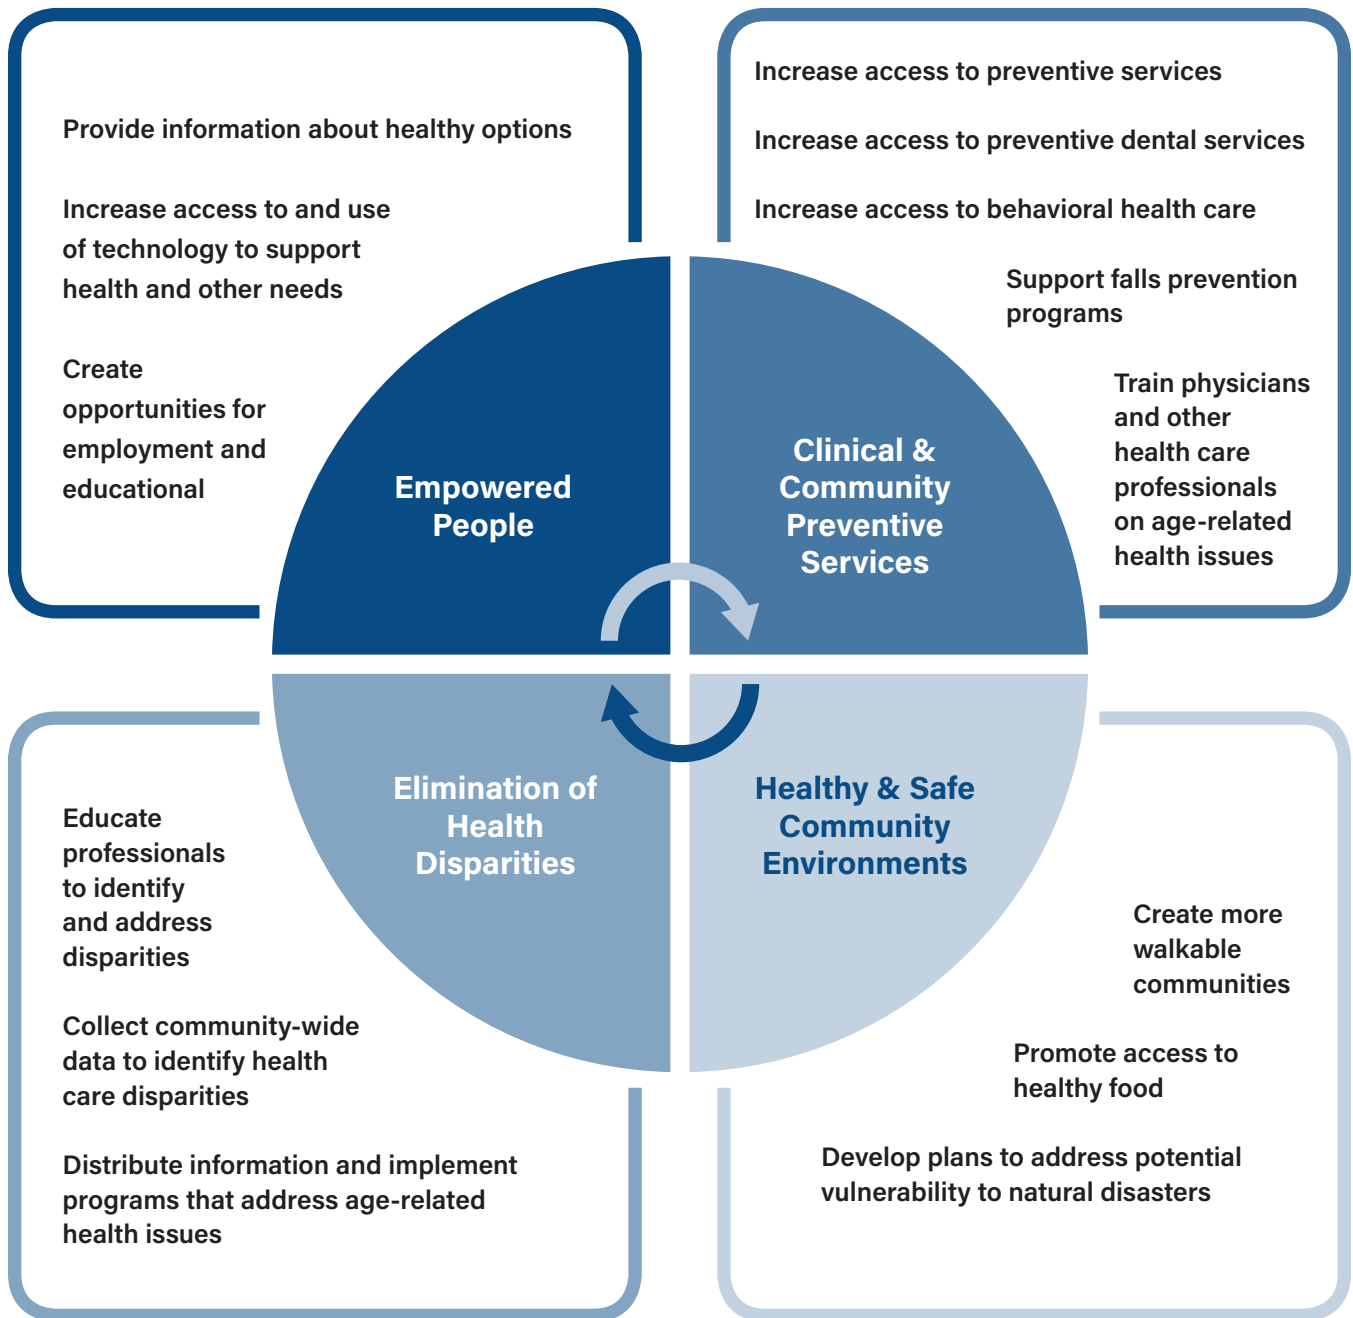 Provide information about healthy options
Increase access to and use
of technology to support
health and other needs
Create
opportunities for
employment and
educational
Empowered
People
Increase access to preventive services
Increase access to preventive dental services
Increase access to behavioral health care
Support falls prevention
programs
Train physicians
and other
health care
professionals
on age-related
health issues
Clinical &
Community
Preventive
Services
Educate
professionals
to identify
and address
disparities
Collect community-wide
data to identify health
care disparities
Distribute information and implement
programs that address age-related
health issues
Elimination of
Health
Disparities
Healthy & Safe
Community
Environments
Create more
walkable
communities
Promote access to
healthy food
Develop plans to address potential
vulnerability to natural disasters